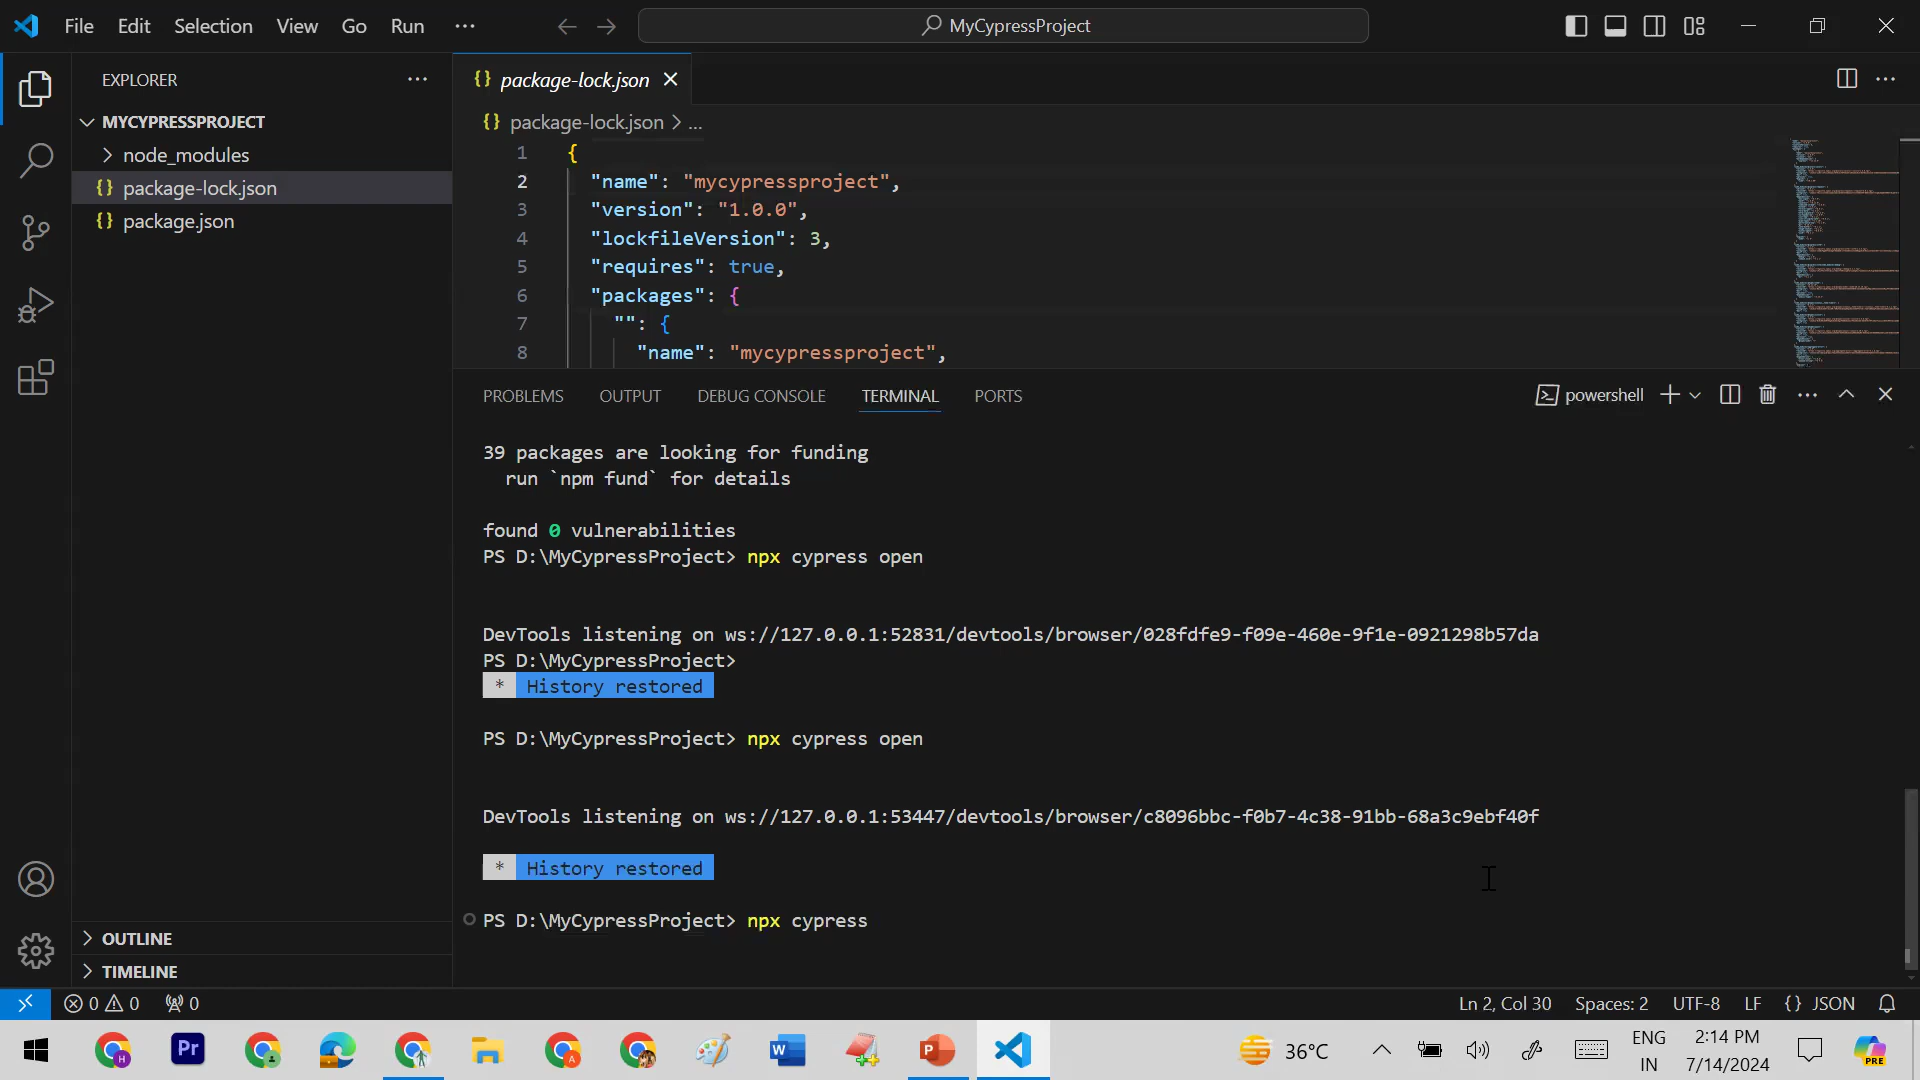 File Edit Selection View Go Run ...
MyCypressProject
EXPLORER
MYCYPRESSPROJECT
node_modules
{} package-lock.json
{} package.json
OUTLINE
TIMELINE
{} package-lock.json
{} package-lock.json > ...
1 {
2 "name": "mycypressproject",
3 "version": "1.0.0",
4 "lockfileVersion": 3,
5 "requires": true,
6 "packages": {
7 "": {
8 "name": "mycypressproject",
PROBLEMS OUTPUT DEBUG CONSOLE TERMINAL PORTS
powershell
39 packages are looking for funding
run `npm fund` for details
found 0 vulnerabilities
PS D:\MyCypressProject> npx cypress open
DevTools listening on ws://127.0.0.1:52831/devtools/browser/028fdfe9-f09e-460e-9f1e-0921298b57da
PS D:\MyCypressProject>
* History restored
PS D:\MyCypressProject> npx cypress open
DevTools listening on ws://127.0.0.1:53447/devtools/browser/c8096bbc-f0b7-4c38-91bb-68a3c9ebf40f
* History restored
PS D:\MyCypressProject> npx cypress
0 0 0
Ln 2, Col 30 Spaces: 2 UTF-8 LF {} JSON
H Pr A W P
36°C
ENG
IN
2:14 PM
7/14/2024
PRE